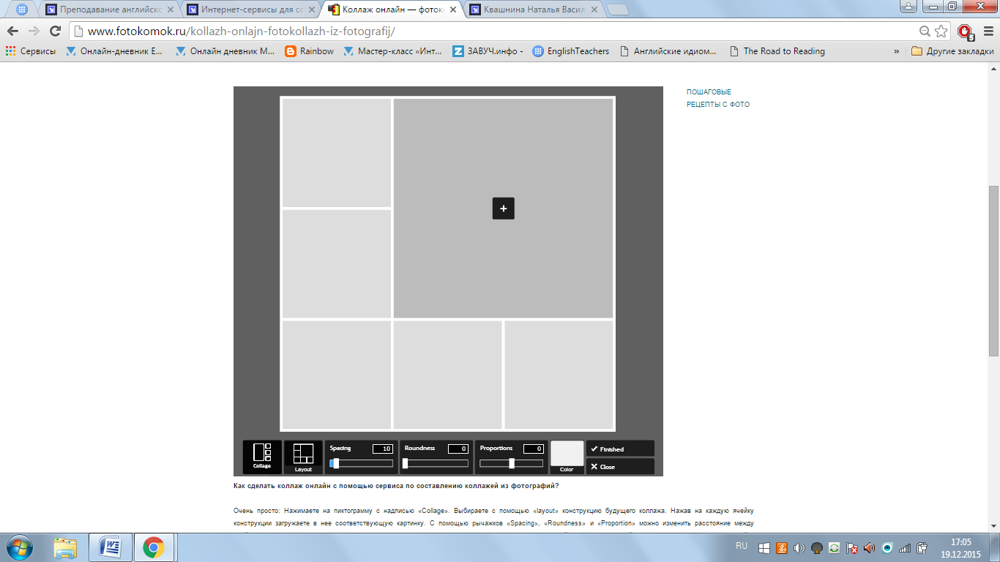 Преподавание английско
Интернет-сервисы для со
Коллаж онлайн — фотоко
Квашнина Наталья Васил
www.fotokomok.ru/kollazh-onlajn-fotokollazh-iz-fotografij/
5
Сервисы
Онлайн-дневник Е...
Онлайн дневник М...
Rainbow
Мастер-класс «Инт...
ЗАВУЧ.инфо -
EnglishTeachers
Английские идиом...
The Road to Reading
»
Другие закладки
ПОШАГОВЫЕ
РЕЦЕПТЫ С ФОТО
+
Collage
Layout
Spacing 10
Roundness 0
Proportions 0
Color
Finished
Close
Как сделать коллаж онлайн с помощью сервиса по составлению коллажей из фотографий?
Очень просто: Нажимаете на пиктограмму с надписью «Collage». Выбираете с помощью «layout» конструкцию будущего коллажа. Нажав на каждую ячейку
конструкции загружаете в нее соответствующую картинку. С помощью рычажков «Spacing», «Roundness» и «Proportion» можно изменить расстояние между
RU
17:05
19.12.2015